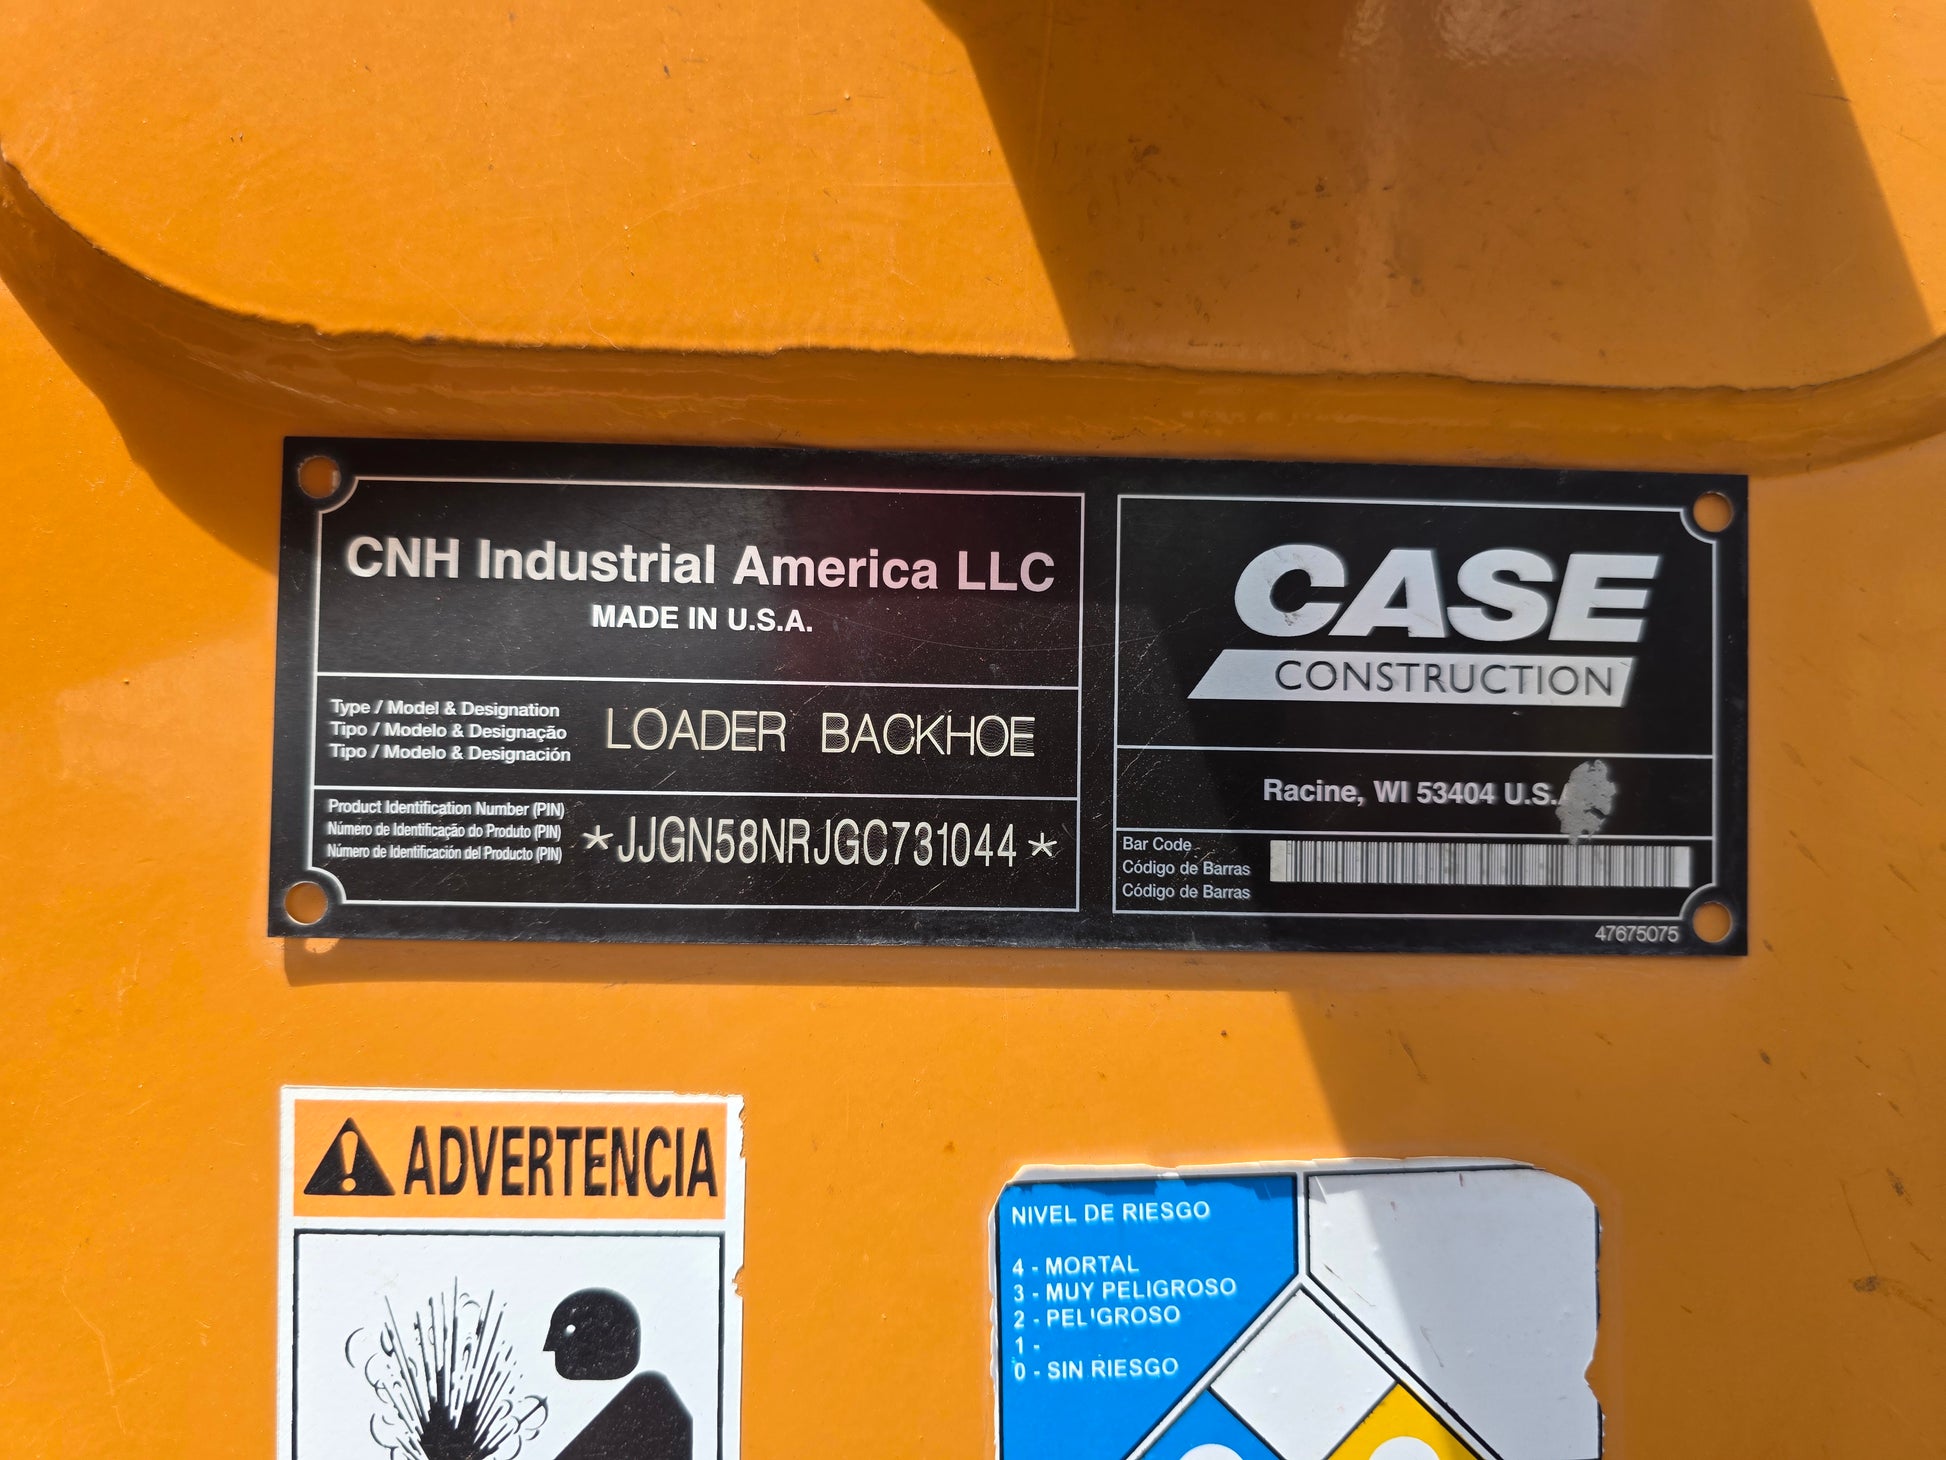 CNH Industrial America LLC
MADE IN U.S.A.
Type / Model & Designation
Tipo / Modelo & Designação
Tipo / Modelo & Designación
LOADER BACKHOE
Product Identification Number (PIN)
Número de Identificação do Produto (PIN)
Número de Identificación del Producto (PIN)
*JJGN58NRJGC731044*
CASE
CONSTRUCTION
Racine, WI 53404 U.S.
Bar Code
Código de Barras
Código de Barras
47675075
ADVERTENCIA
NIVEL DE RIESGO
4 - MORTAL
3 - MUY PELIGROSO
2 - PELIGROSO
1 -
0 - SIN RIESGO